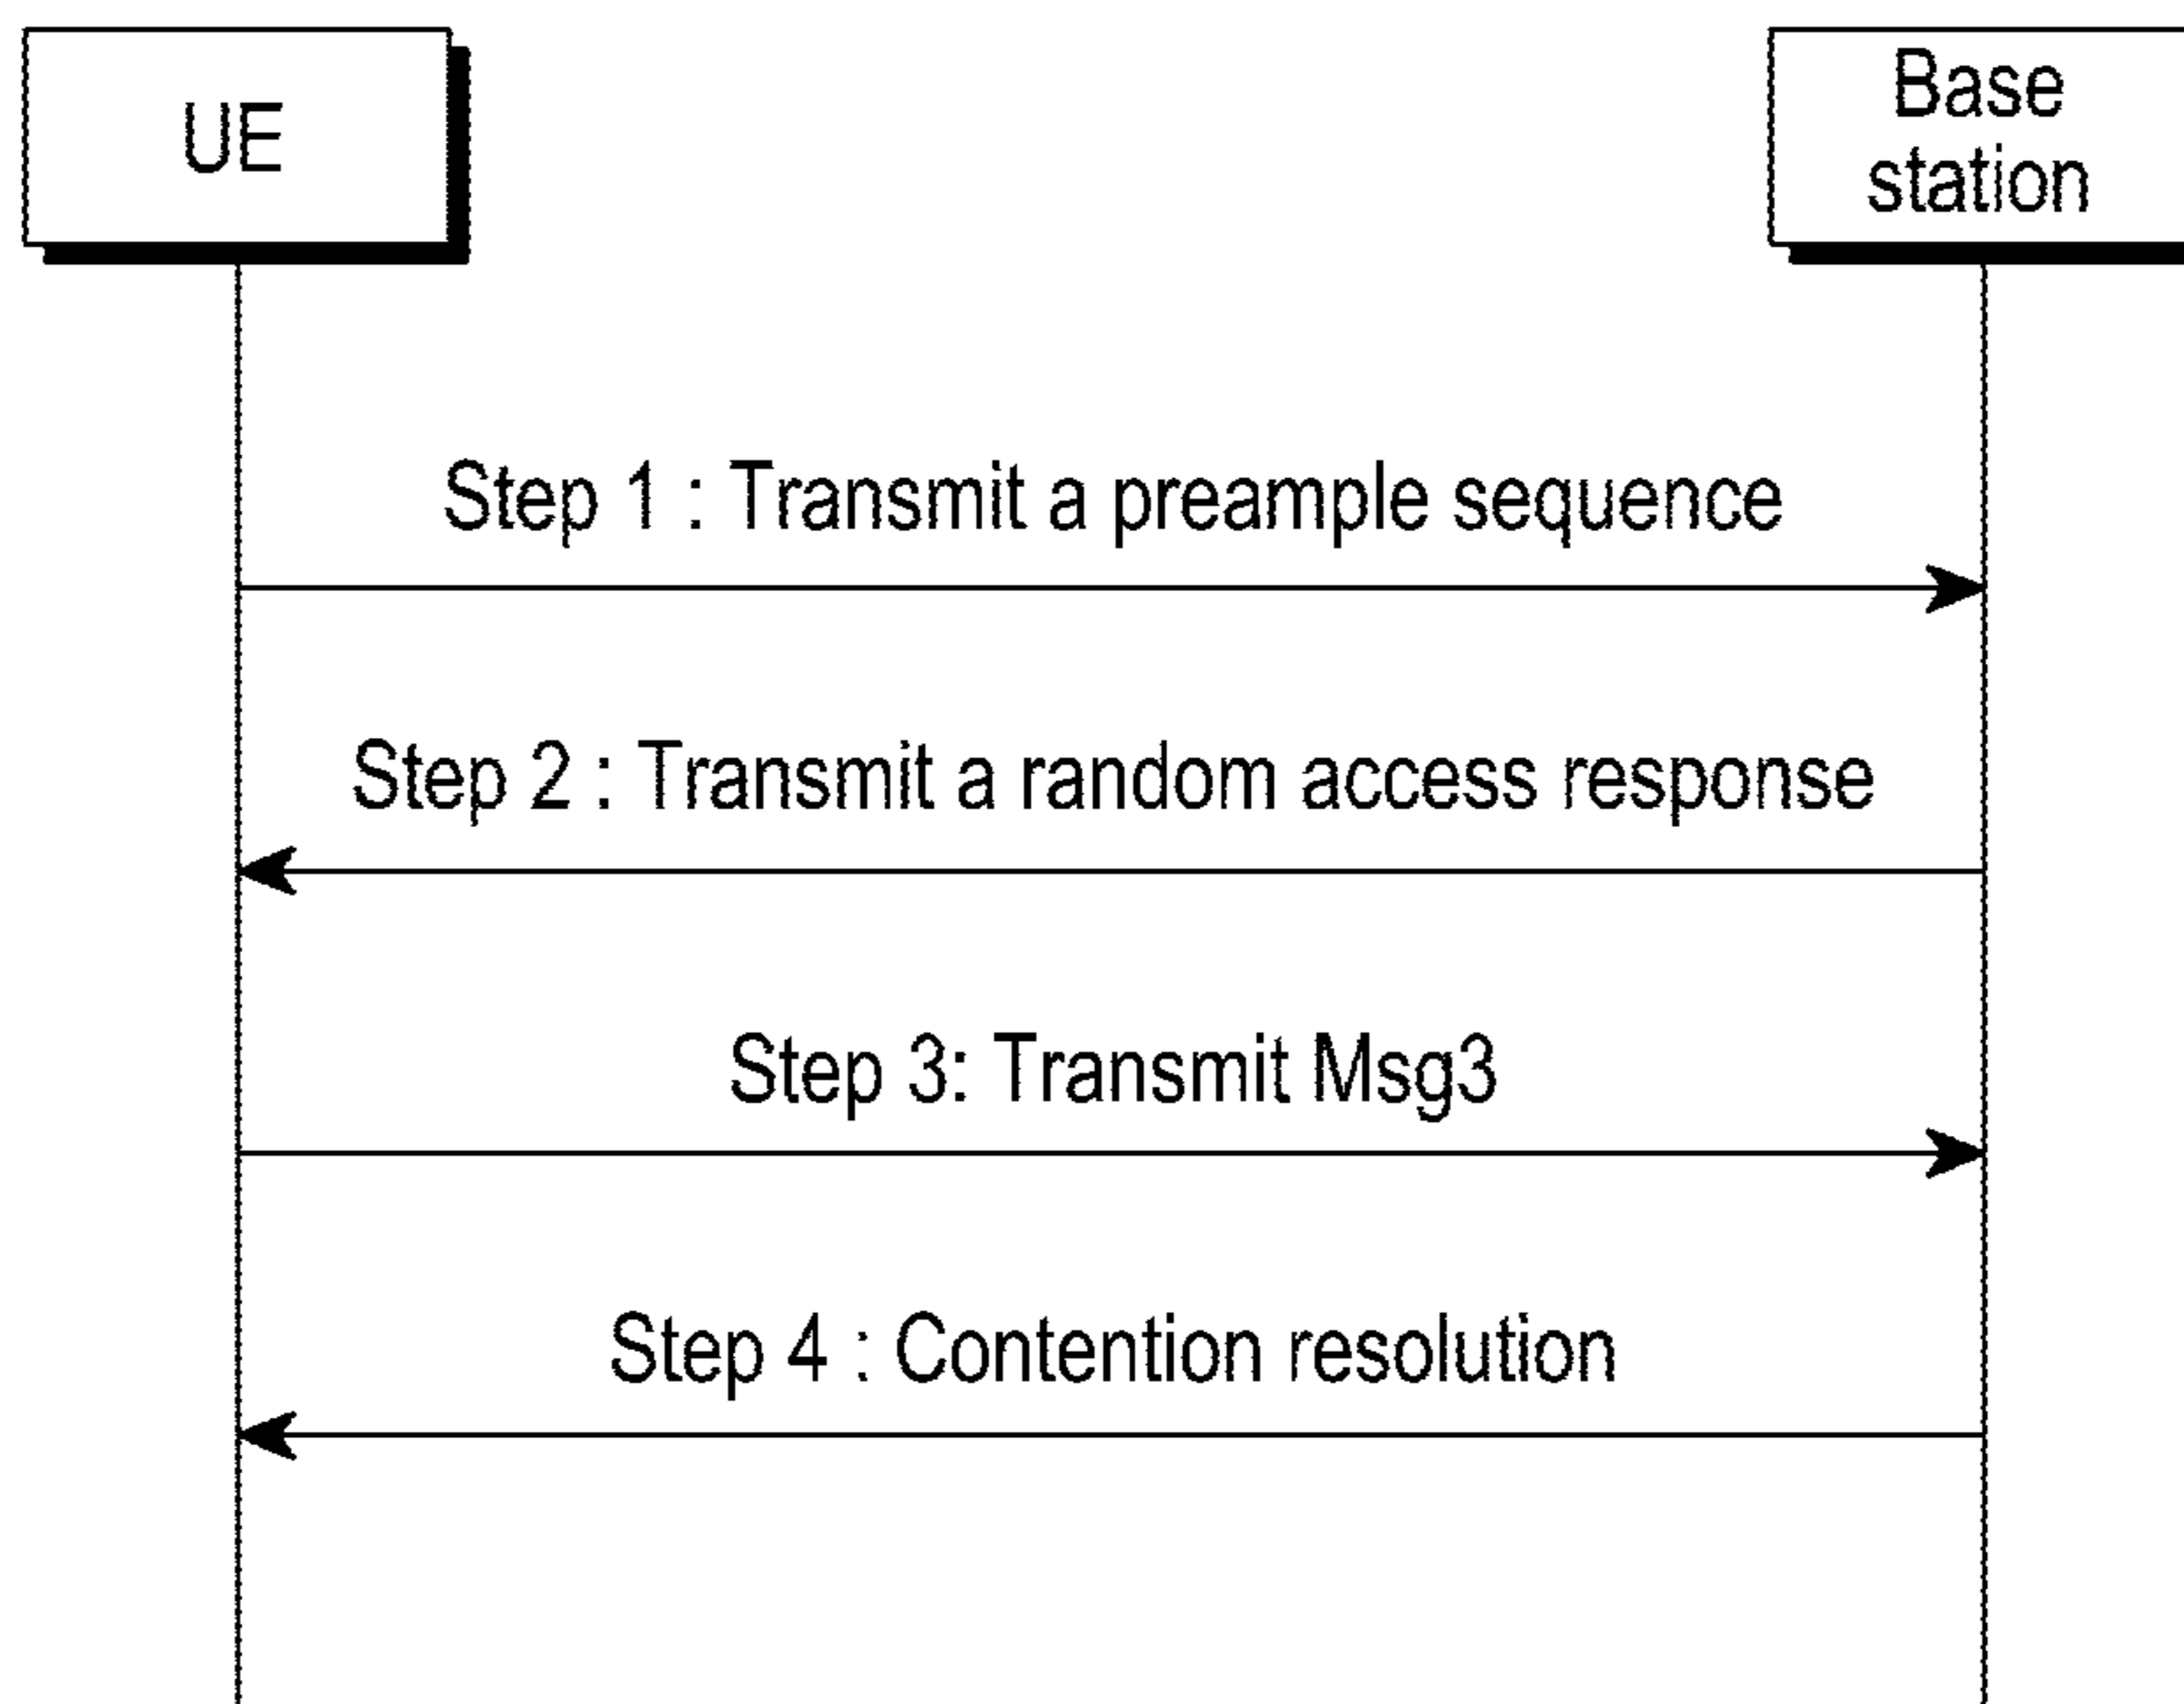 UE
Base
station
Step 1 : Transmit a preample sequence
Step 2 : Transmit a random access response
Step 3: Transmit Msg3
Step 4 : Contention resolution